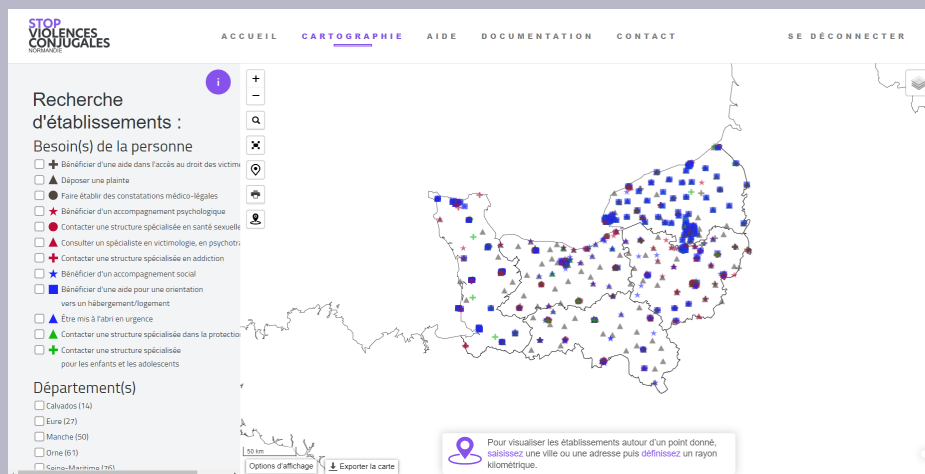 STOP
VIOLENCES
CONJUGALES
NORMANDIE
ACCUEIL CARTOGRAPHIE AIDE DOCUMENTATION CONTACT SE DÉCONNECTER
i
+
−
Recherche
d'établissements :
Besoin(s) de la personne
Bénéficier d'une aide dans l'accès au droit des victime
Déposer une plainte
Faire établir des constatations médico-légales
Bénéficier d'un accompagnement psychologique
Contacter une structure spécialisée en santé sexuelle
Consulter un spécialiste en victimologie, en psychotra
Contacter une structure spécialisée en addiction
Bénéficier d'un accompagnement social
Bénéficier d'une aide pour une orientation
vers un hébergement/logement
Être mis à l'abri en urgence
Contacter une structure spécialisée dans la protectio
Contacter une structure spécialisée
pour les enfants et les adolescents
Département(s)
Calvados (14)
Eure (27)
Manche (50)
Orne (61)
Seine-Maritime (76)
50 km
Options d'affichage
Exporter la carte
Pour visualiser les établissements autour d'un point donné,
saisissez une ville ou une adresse puis définissez un rayon
kilométrique.